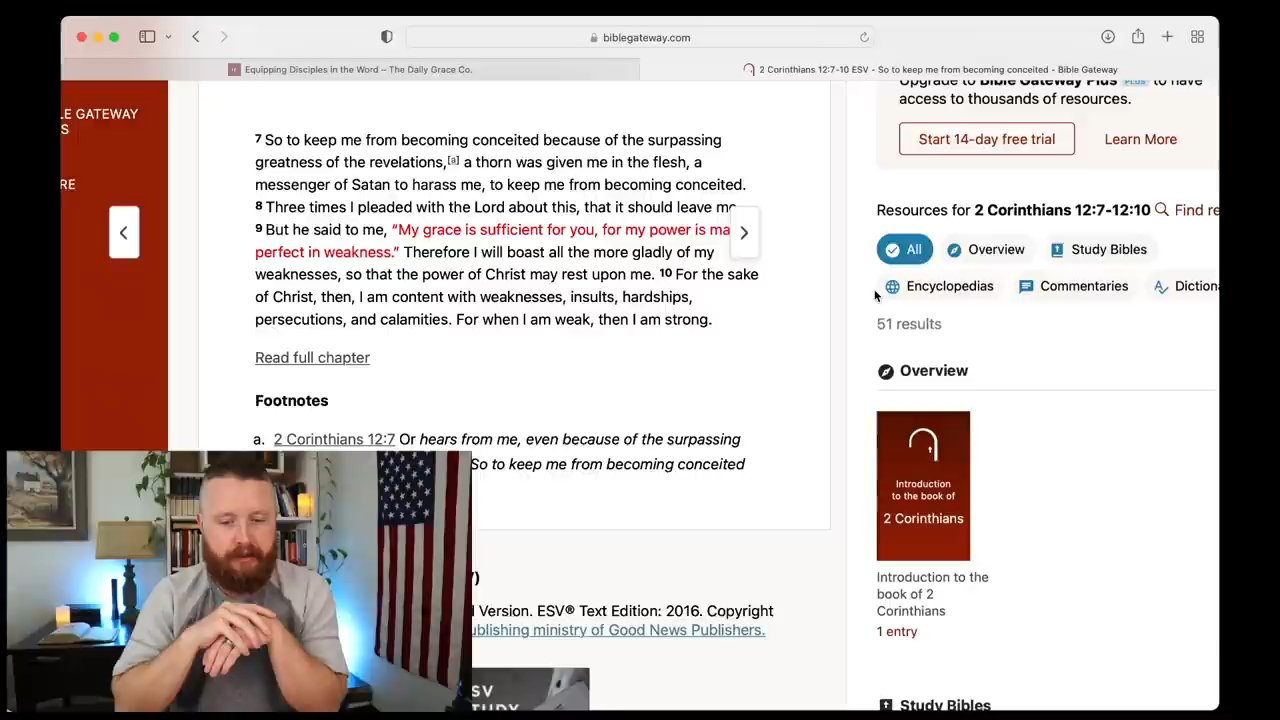 biblegateway.com
Equipping Disciples in the Word – The Daily Grace Co.
2 Corinthians 12:7-10 ESV - So to keep me from becoming conceited - Bible Gateway
LE GATEWAY
S
RE
7 So to keep me from becoming conceited because of the surpassing
greatness of the revelations,[a] a thorn was given me in the flesh, a
messenger of Satan to harass me, to keep me from becoming conceited.
8 Three times I pleaded with the Lord about this, that it should leave me
9 But he said to me, “My grace is sufficient for you, for my power is ma
perfect in weakness.” Therefore I will boast all the more gladly of my
weaknesses, so that the power of Christ may rest upon me. 10 For the sake
of Christ, then, I am content with weaknesses, insults, hardships,
persecutions, and calamities. For when I am weak, then I am strong.
Read full chapter
Footnotes
a. 2 Corinthians 12:7 Or hears from me, even because of the surpassing
So to keep me from becoming conceited
V)
d Version. ESV® Text Edition: 2016. Copyright
ublishing ministry of Good News Publishers.
SV
STUDY
Upgrade to Bible Gateway Plus PLUS to have
access to thousands of resources.
Start 14-day free trial
Learn More
Resources for 2 Corinthians 12:7-12:10
Find re
All
Overview
Study Bibles
Encyclopedias
Commentaries
Dictiona
51 results
Overview
Introduction
to the book of
2 Corinthians
Introduction to the
book of 2
Corinthians
1 entry
Study Bibles